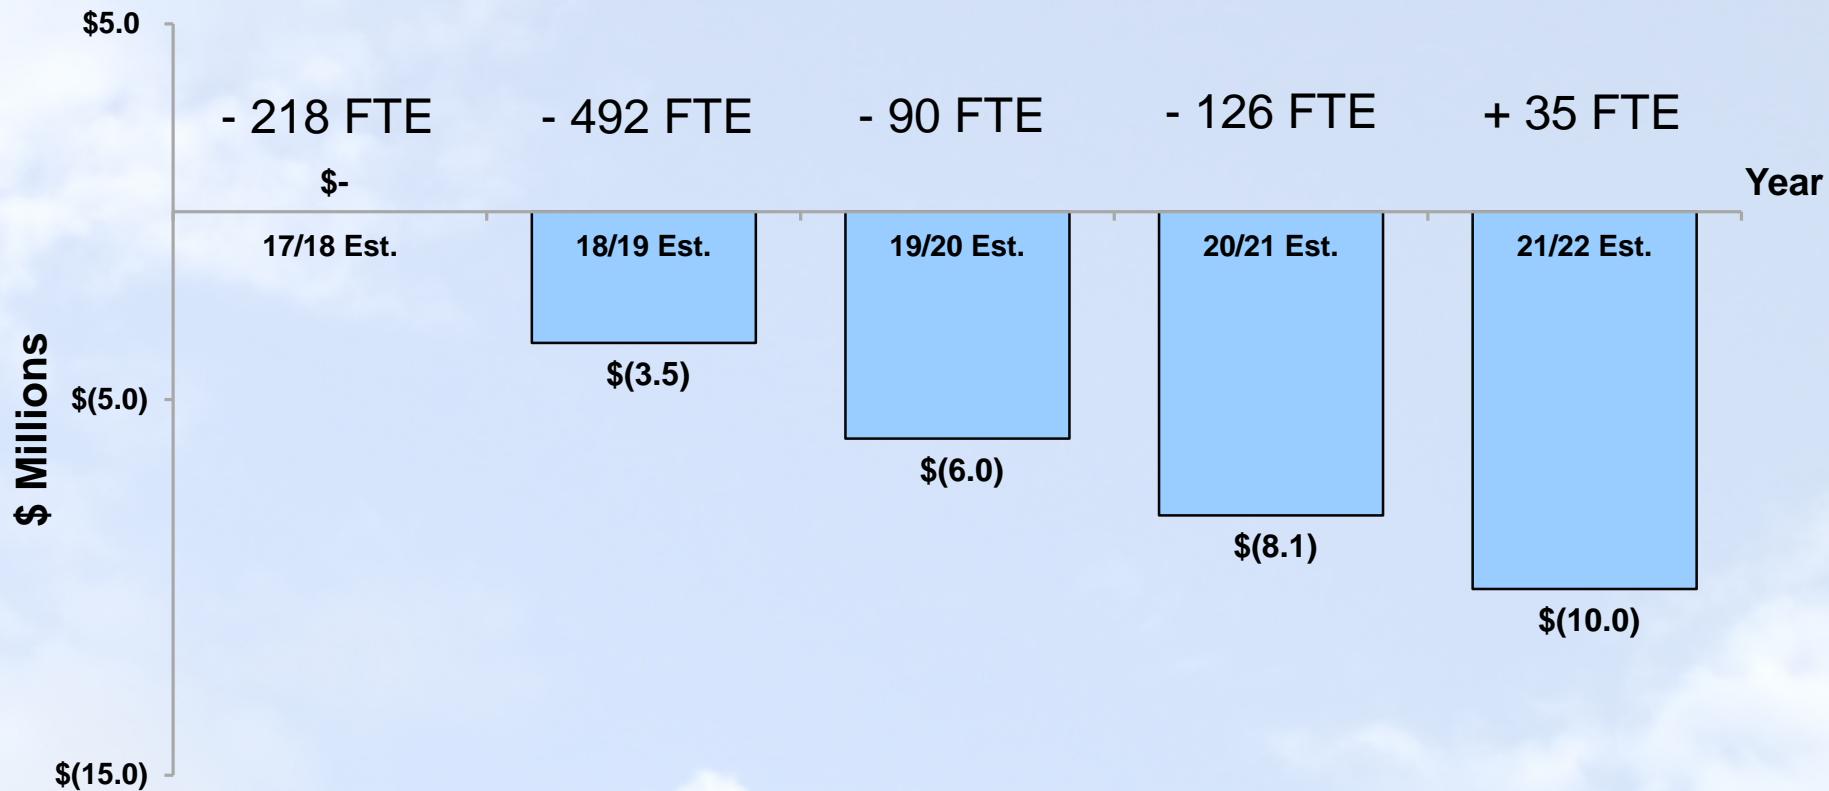 $5.0
- 218 FTE
- 492 FTE
- 90 FTE
- 126 FTE
+ 35 FTE
$-
Year
17/18 Est.
18/19 Est.
19/20 Est.
20/21 Est.
21/22 Est.
$ Millions
$(3.5)
$(5.0)
$(6.0)
$(8.1)
$(10.0)
$(15.0)